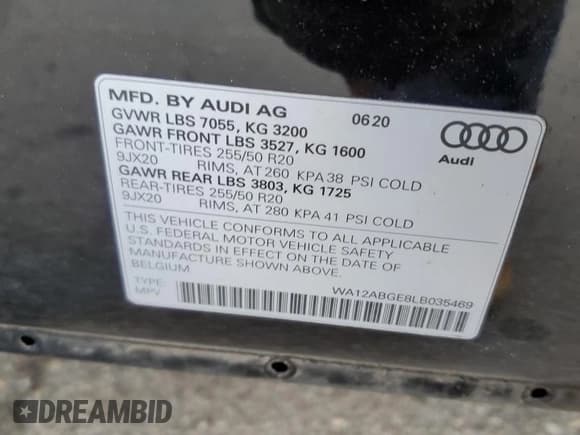 MFD. BY AUDI AG 06 20
GVWR LBS 7055, KG 3200
GAWR FRONT LBS 3527, KG 1600
FRONT-TIRES 255/50 R20
9JX20 RIMS, AT 260 KPA 38 PSI COLD
GAWR REAR LBS 3803, KG 1725
REAR-TIRES 255/50 R20
9JX20 RIMS, AT 280 KPA 41 PSI COLD
Audi
THIS VEHICLE CONFORMS TO ALL APPLICABLE
U.S. FEDERAL MOTOR VEHICLE SAFETY
STANDARDS IN EFFECT ON THE DATE OF
MANUFACTURE SHOWN ABOVE.
BELGIUM
WA12ABGE8LB035469
TYPE:
MPV
DREAMBID